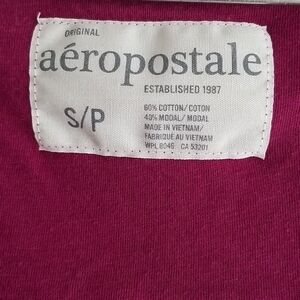 ORIGINAL
aéropostale
ESTABLISHED 1987
S/P
60% COTTON/ COTON
40% MODAL/ MODAL
MADE IN VIETNAM/
FABRIQUÉ AU VIETNAM
WPL 8046 CA 53201